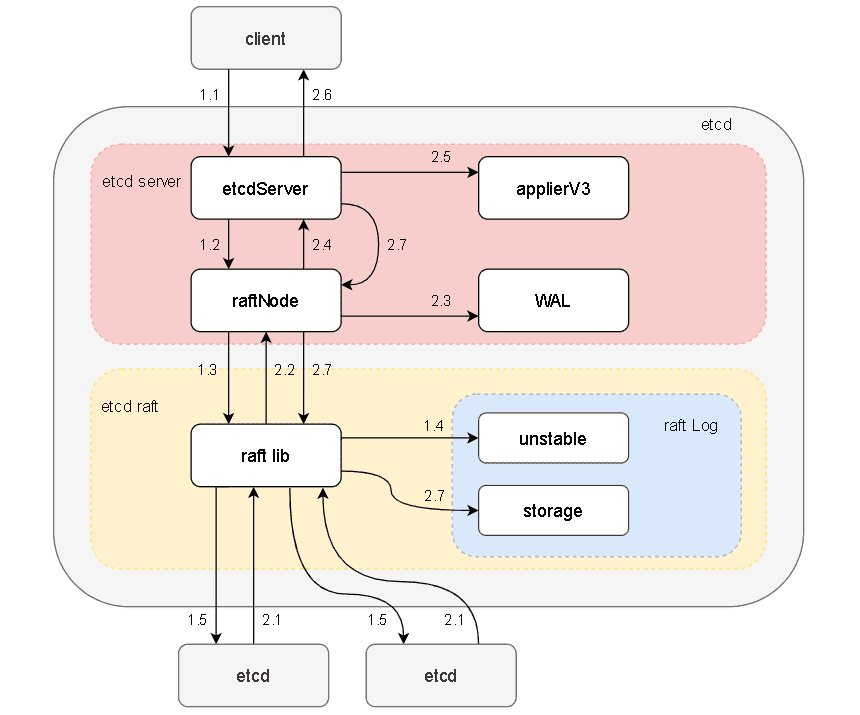 client
1.1
2.6
etcd
etcd server
etcdServer
2.5
applierV3
1.2
2.4
2.7
raftNode
2.3
WAL
1.3
2.2
2.7
etcd raft
raft Log
raft lib
1.4
unstable
2.7
storage
1.5
2.1
1.5
2.1
etcd
etcd